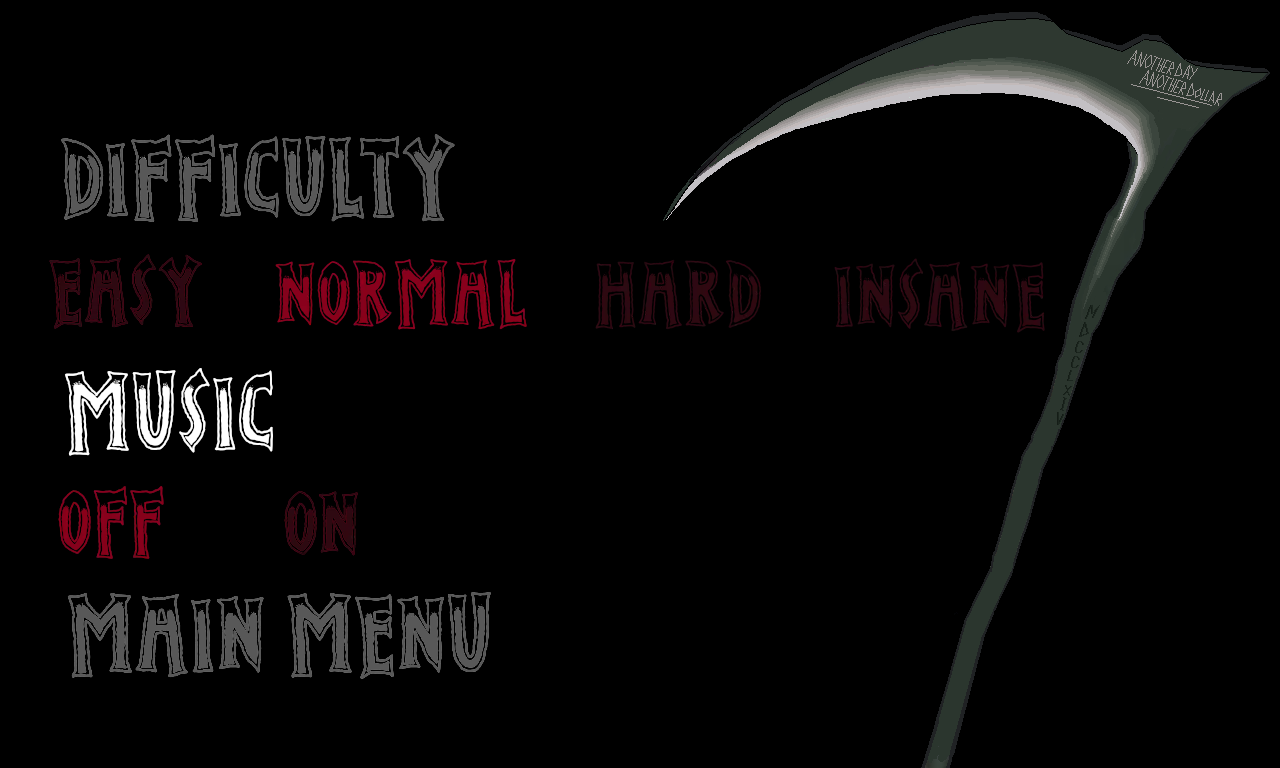 ANOTHER DAY
ANOTHER DOLLAR
DIFFICULTY
EASY NORMAL HARD INSANE
MUSIC
OFF ON
MAIN MENU